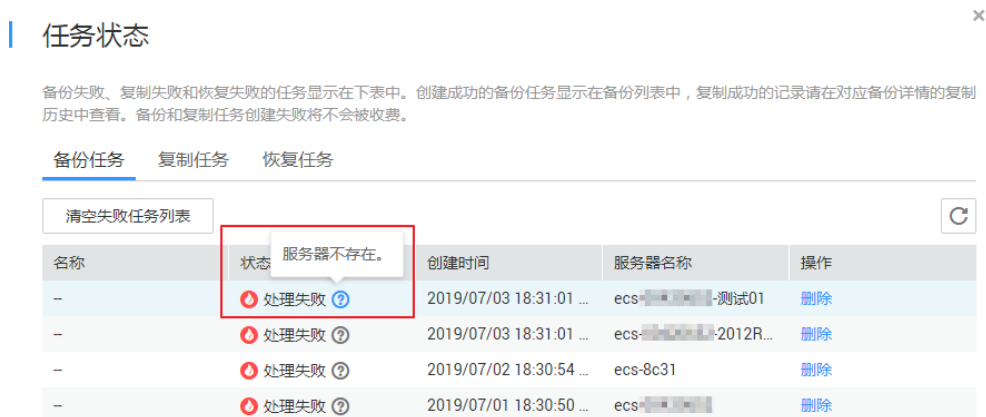 任务状态
备份失败、复制失败和恢复失败的任务显示在下表中。创建成功的备份任务显示在备份列表中，复制成功的记录请在对应备份详情的复制
历史中查看。备份和复制任务创建失败将不会被收费。
备份任务 复制任务 恢复任务
清空失败任务列表
服务器不存在。
名称 状态 创建时间 服务器名称 操作
-- 处理失败 ? 2019/07/03 18:31:01 ... ecs- -测试01 删除
-- 处理失败 ? 2019/07/03 18:31:01 ... ecs- -2012R... 删除
-- 处理失败 ? 2019/07/02 18:30:54 ... ecs-8c31 删除
-- 处理失败 ? 2019/07/01 18:30:50 ... ecs- 删除